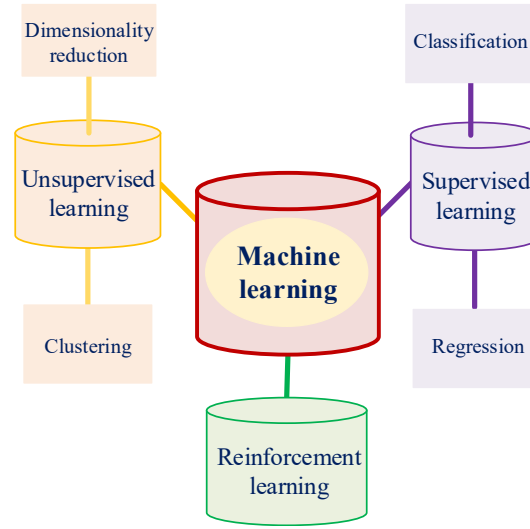 Dimensionality
reduction
Classification
Unsupervised
learning
Supervised
learning
Machine
learning
Clustering
Regression
Reinforcement
learning